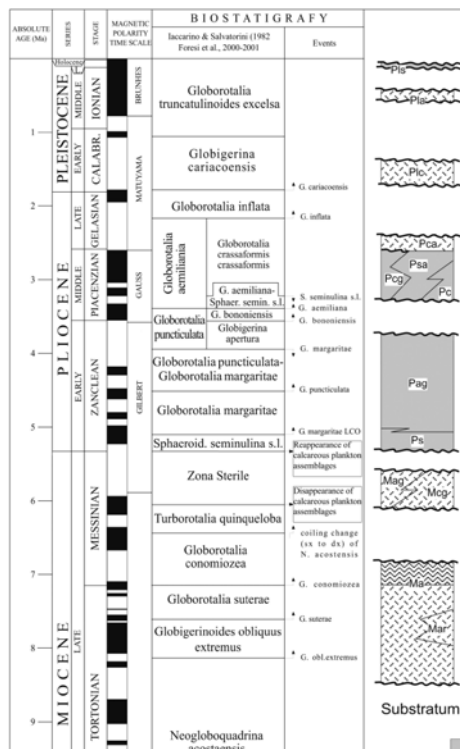 BIOSTATIGRAFY
ABSOLUTE
AGE (Ma)
SERIES
STAGE
MAGNETIC
POLARITY
TIME SCALE
Iaccarino & Salvatorini (1982
Foresi et al., 2000-2001
Events
Holocene
PLEISTOCENE
MIDDLE
EARLY
IONIAN
CALABR.
BRUNHES
MATUYAMA
Globorotalia
truncatulinoides excelsa
Globigerina
cariacoensis
G. cariacoensis
Globorotalia inflata
G. inflata
1
2
3
4
5
6
7
8
9
PLIOCENE
LATE
MIDDLE
EARLY
GELASIAN
PIACENZIAN
ZANCLEAN
GAUSS
GILBERT
Globorotalia
aemiliania
Globorotalia
crassaformis
crassaformis
G. aemiliana-
Sphaer. semin. s.l.
Globorotalia
puncticulata
G. bononiensis
Globigerina
apertura
S. seminulina s.l.
G. aemiliana
G. bononiensis
Globorotalia puncticulata-
Globorotalia margaritae
G. margaritae
G. puncticulata
Globorotalia margaritae
G. margaritae LCO
Sphaeroid. seminulina s.l.
Reappearance of
calcareous plankton
assemblages
Zona Sterile
Disappearance of
calcareous plankton
assemblages
MIOCENE
LATE
MESSINIAN
TORTONIAN
Turborotalia quinqueloba
coiling change
(sx to dx) of
N. acostensis
Globorotalia
conomiozea
G. conomiozea
Globorotalia suterae
G. suterae
Globigerinoides obliquus
extremus
G. obl.extremus
Neogloboquadrina
acostaensis
Pls
Pla
Plc
Pca
Psa
Pcg
Pc
Pag
Ps
Mag
Mcg
Ma
Mar
Substratum